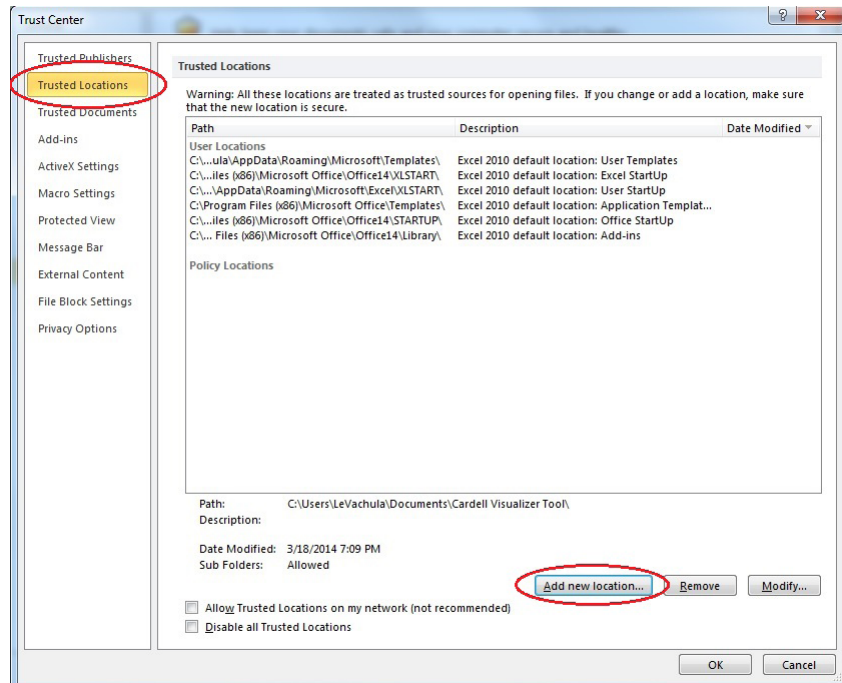 Trust Center
Trusted Publishers
Trusted Locations
Trusted Documents
Add-ins
ActiveX Settings
Macro Settings
Protected View
Message Bar
External Content
File Block Settings
Privacy Options
Trusted Locations
Warning: All these locations are treated as trusted sources for opening files. If you change or add a location, make sure
that the new location is secure.
Path Description Date Modified
User Locations
C:\...ula\AppData\Roaming\Microsoft\Templates\ Excel 2010 default location: User Templates
C:\...iles (x86)\Microsoft Office\Office14\XLSTART\ Excel 2010 default location: Excel StartUp
C:\...\AppData\Roaming\Microsoft\Excel\XLSTART\ Excel 2010 default location: User StartUp
C:\Program Files (x86)\Microsoft Office\Templates\ Excel 2010 default location: Application Templat...
C:\...iles (x86)\Microsoft Office\Office14\STARTUP\ Excel 2010 default location: Office StartUp
C:\... Files (x86)\Microsoft Office\Office14\Library\ Excel 2010 default location: Add-ins
Policy Locations
Path: C:\Users\LeVachula\Documents\Cardell Visualizer Tool\
Description:
Date Modified: 3/18/2014 7:09 PM
Sub Folders: Allowed
Add new location... Remove Modify...
Allow Trusted Locations on my network (not recommended)
Disable all Trusted Locations
OK Cancel